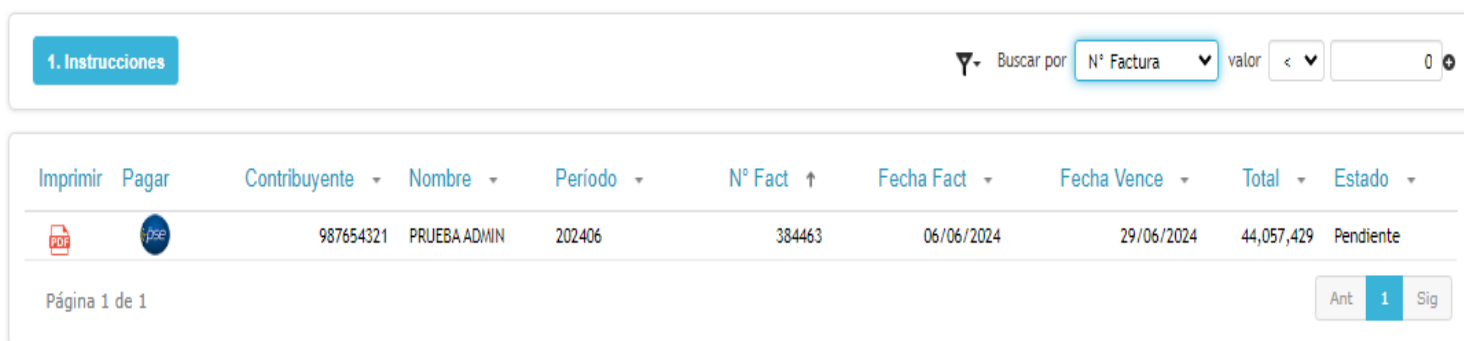 1. Instrucciones Buscar por N° Factura valor < 0
Imprimir Pagar Contribuyente Nombre Período N° Fact Fecha Fact Fecha Vence Total Estado
PDF pse 987654321 PRUEBA ADMIN 202406 384463 06/06/2024 29/06/2024 44,057,429 Pendiente
Página 1 de 1 Ant 1 Sig